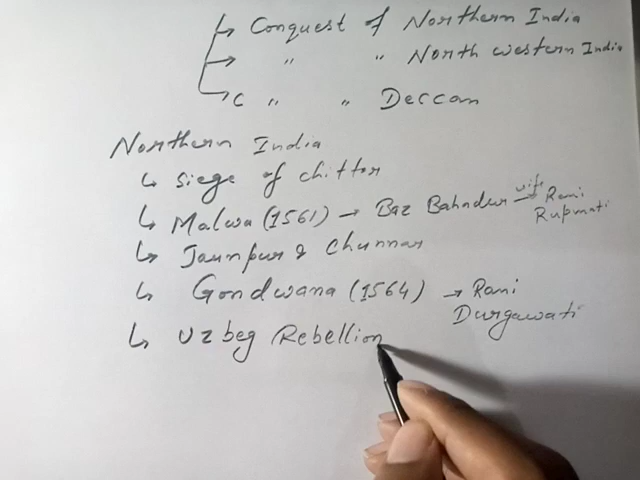 Conquest of Northern India
" " North western India
C " " Deccan
Northern India
siege of chittor
Malwa (1561) → Baz Bahadur wife → Rani Rupmati
Jaunpur & Chunnar
Gondwana (1564) → Rani
Durgawati
Uzbeg Rebellion